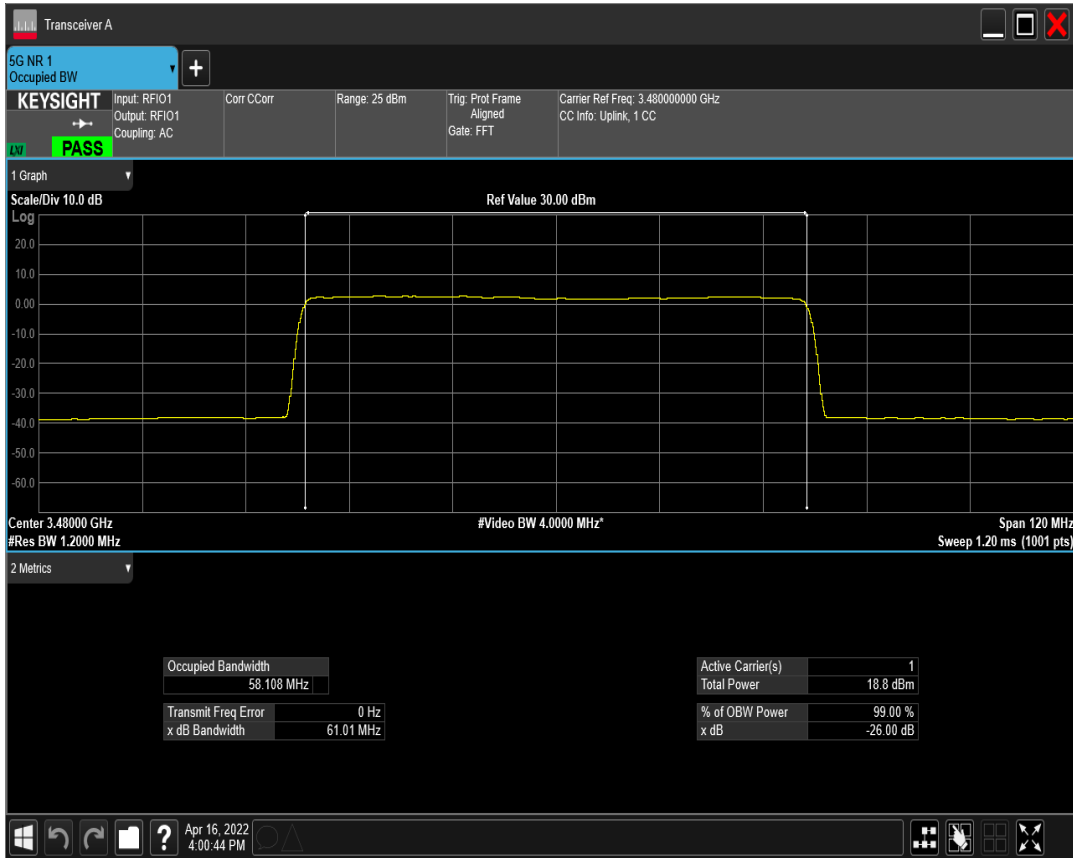 Transceiver A
5G NR 1
Occupied BW
KEYSIGHT
LXI
PASS
Input: RFIO1
Output: RFIO1
Coupling: AC
Corr CCorr
Range: 25 dBm
Trig: Prot Frame
Aligned
Gate: FFT
Carrier Ref Freq: 3.480000000 GHz
CC Info: Uplink, 1 CC
1 Graph
Scale/Div 10.0 dB
Ref Value 30.00 dBm
Log
20.0
10.0
0.00
-10.0
-20.0
-30.0
-40.0
-50.0
-60.0
Center 3.48000 GHz
#Video BW 4.0000 MHz*
Span 120 MHz
#Res BW 1.2000 MHz
Sweep 1.20 ms (1001 pts)
2 Metrics
Occupied Bandwidth
58.108 MHz
Transmit Freq Error 0 Hz
x dB Bandwidth 61.01 MHz
Active Carrier(s) 1
Total Power 18.8 dBm
% of OBW Power 99.00 %
x dB -26.00 dB
?
Apr 16, 2022
4:00:44 PM